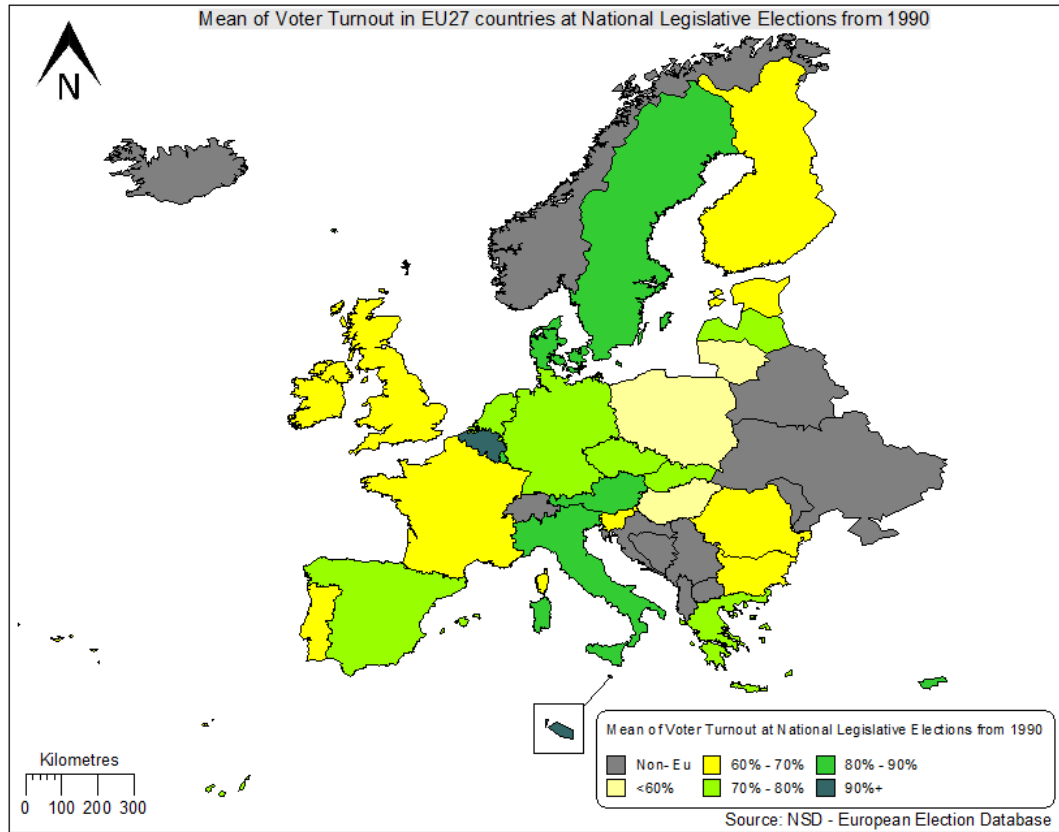 Mean of Voter Turnout in EU27 countries at National Legislative Elections from 1990
N
Mean of Voter Turnout at National Legislative Elections from 1990
Non-Eu
60% - 70%
80% - 90%
<60%
70% - 80%
90%+
Kilometres
0 100 200 300
Source: NSD - European Election Database